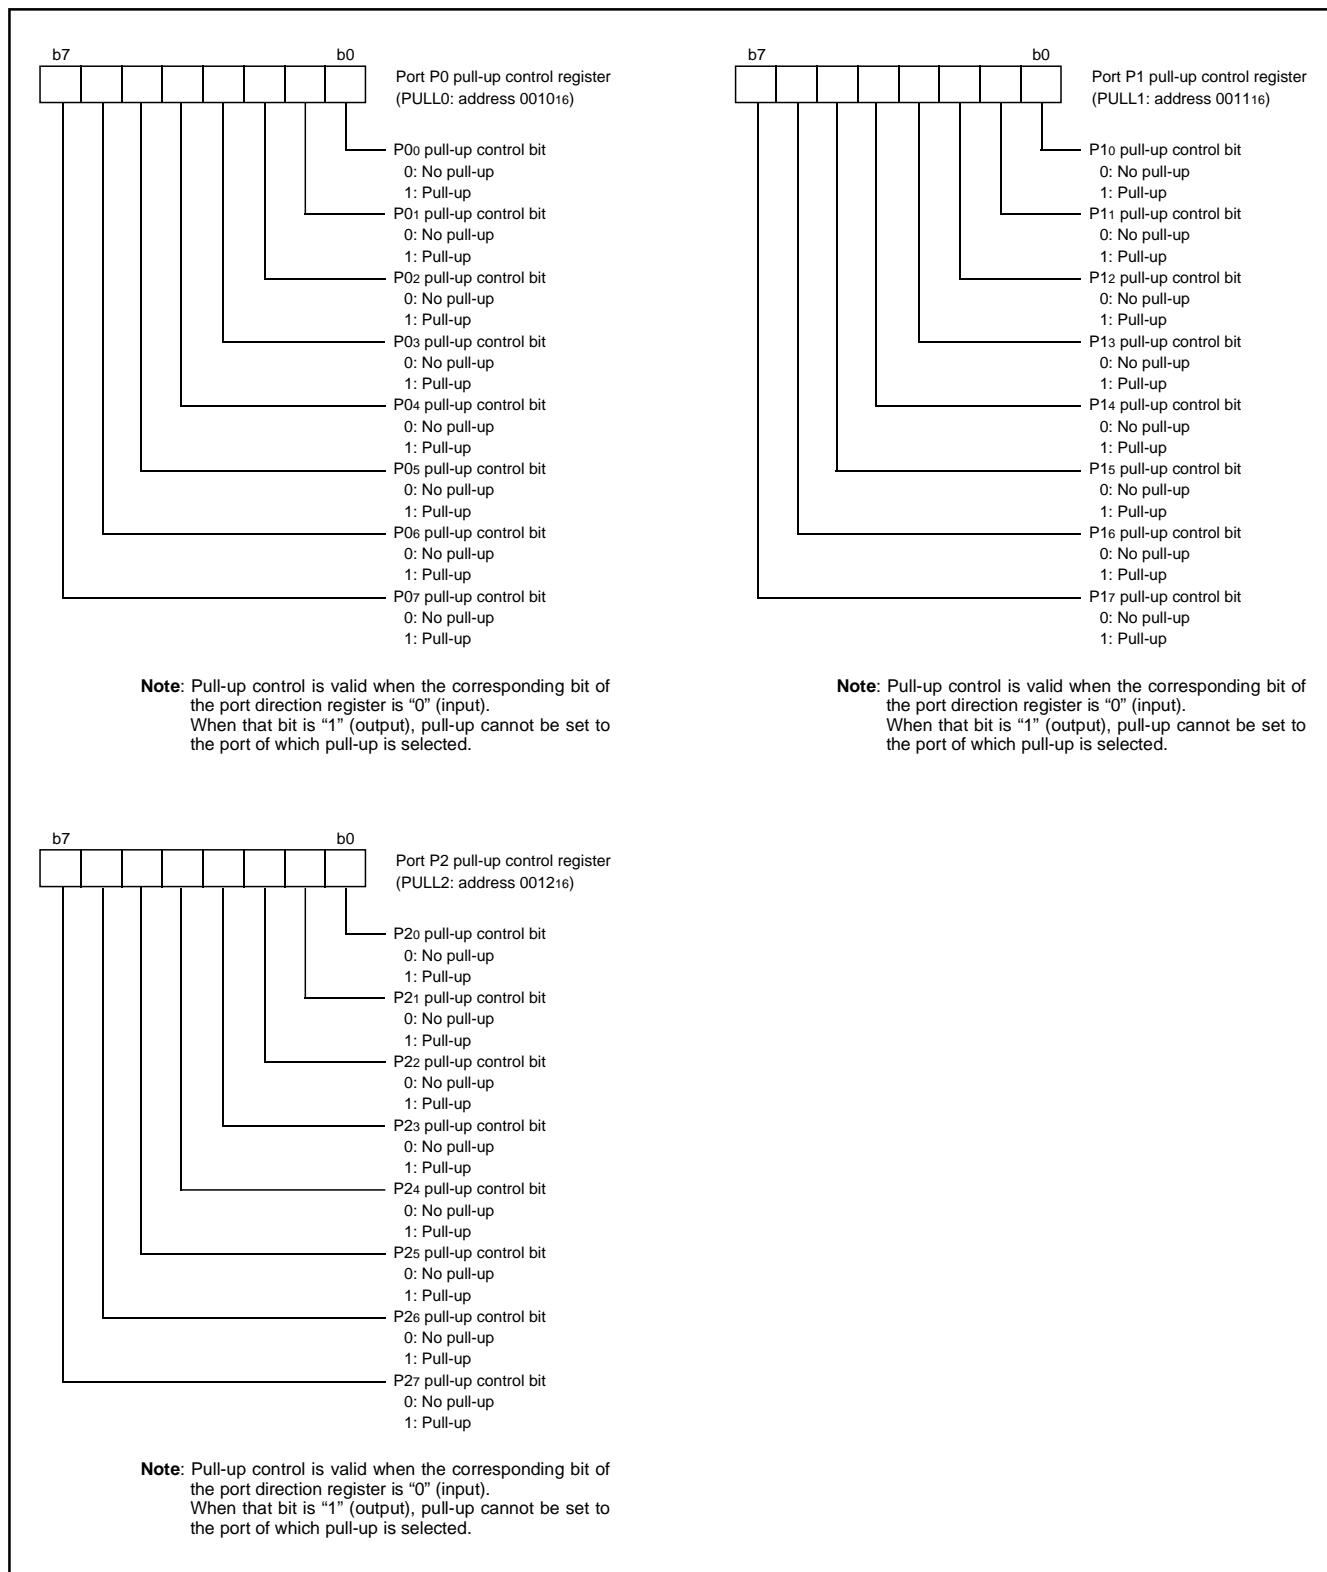 b7 b0
Port P0 pull-up control register
(PULL0: address 001016)
P00 pull-up control bit
0: No pull-up
1: Pull-up
P01 pull-up control bit
0: No pull-up
1: Pull-up
P02 pull-up control bit
0: No pull-up
1: Pull-up
P03 pull-up control bit
0: No pull-up
1: Pull-up
P04 pull-up control bit
0: No pull-up
1: Pull-up
P05 pull-up control bit
0: No pull-up
1: Pull-up
P06 pull-up control bit
0: No pull-up
1: Pull-up
P07 pull-up control bit
0: No pull-up
1: Pull-up
Note: Pull-up control is valid when the corresponding bit of
the port direction register is “0” (input).
When that bit is “1” (output), pull-up cannot be set to
the port of which pull-up is selected.
b7 b0
Port P1 pull-up control register
(PULL1: address 001116)
P10 pull-up control bit
0: No pull-up
1: Pull-up
P11 pull-up control bit
0: No pull-up
1: Pull-up
P12 pull-up control bit
0: No pull-up
1: Pull-up
P13 pull-up control bit
0: No pull-up
1: Pull-up
P14 pull-up control bit
0: No pull-up
1: Pull-up
P15 pull-up control bit
0: No pull-up
1: Pull-up
P16 pull-up control bit
0: No pull-up
1: Pull-up
P17 pull-up control bit
0: No pull-up
1: Pull-up
Note: Pull-up control is valid when the corresponding bit of
the port direction register is “0” (input).
When that bit is “1” (output), pull-up cannot be set to
the port of which pull-up is selected.
b7 b0
Port P2 pull-up control register
(PULL2: address 001216)
P20 pull-up control bit
0: No pull-up
1: Pull-up
P21 pull-up control bit
0: No pull-up
1: Pull-up
P22 pull-up control bit
0: No pull-up
1: Pull-up
P23 pull-up control bit
0: No pull-up
1: Pull-up
P24 pull-up control bit
0: No pull-up
1: Pull-up
P25 pull-up control bit
0: No pull-up
1: Pull-up
P26 pull-up control bit
0: No pull-up
1: Pull-up
P27 pull-up control bit
0: No pull-up
1: Pull-up
Note: Pull-up control is valid when the corresponding bit of
the port direction register is “0” (input).
When that bit is “1” (output), pull-up cannot be set to
the port of which pull-up is selected.